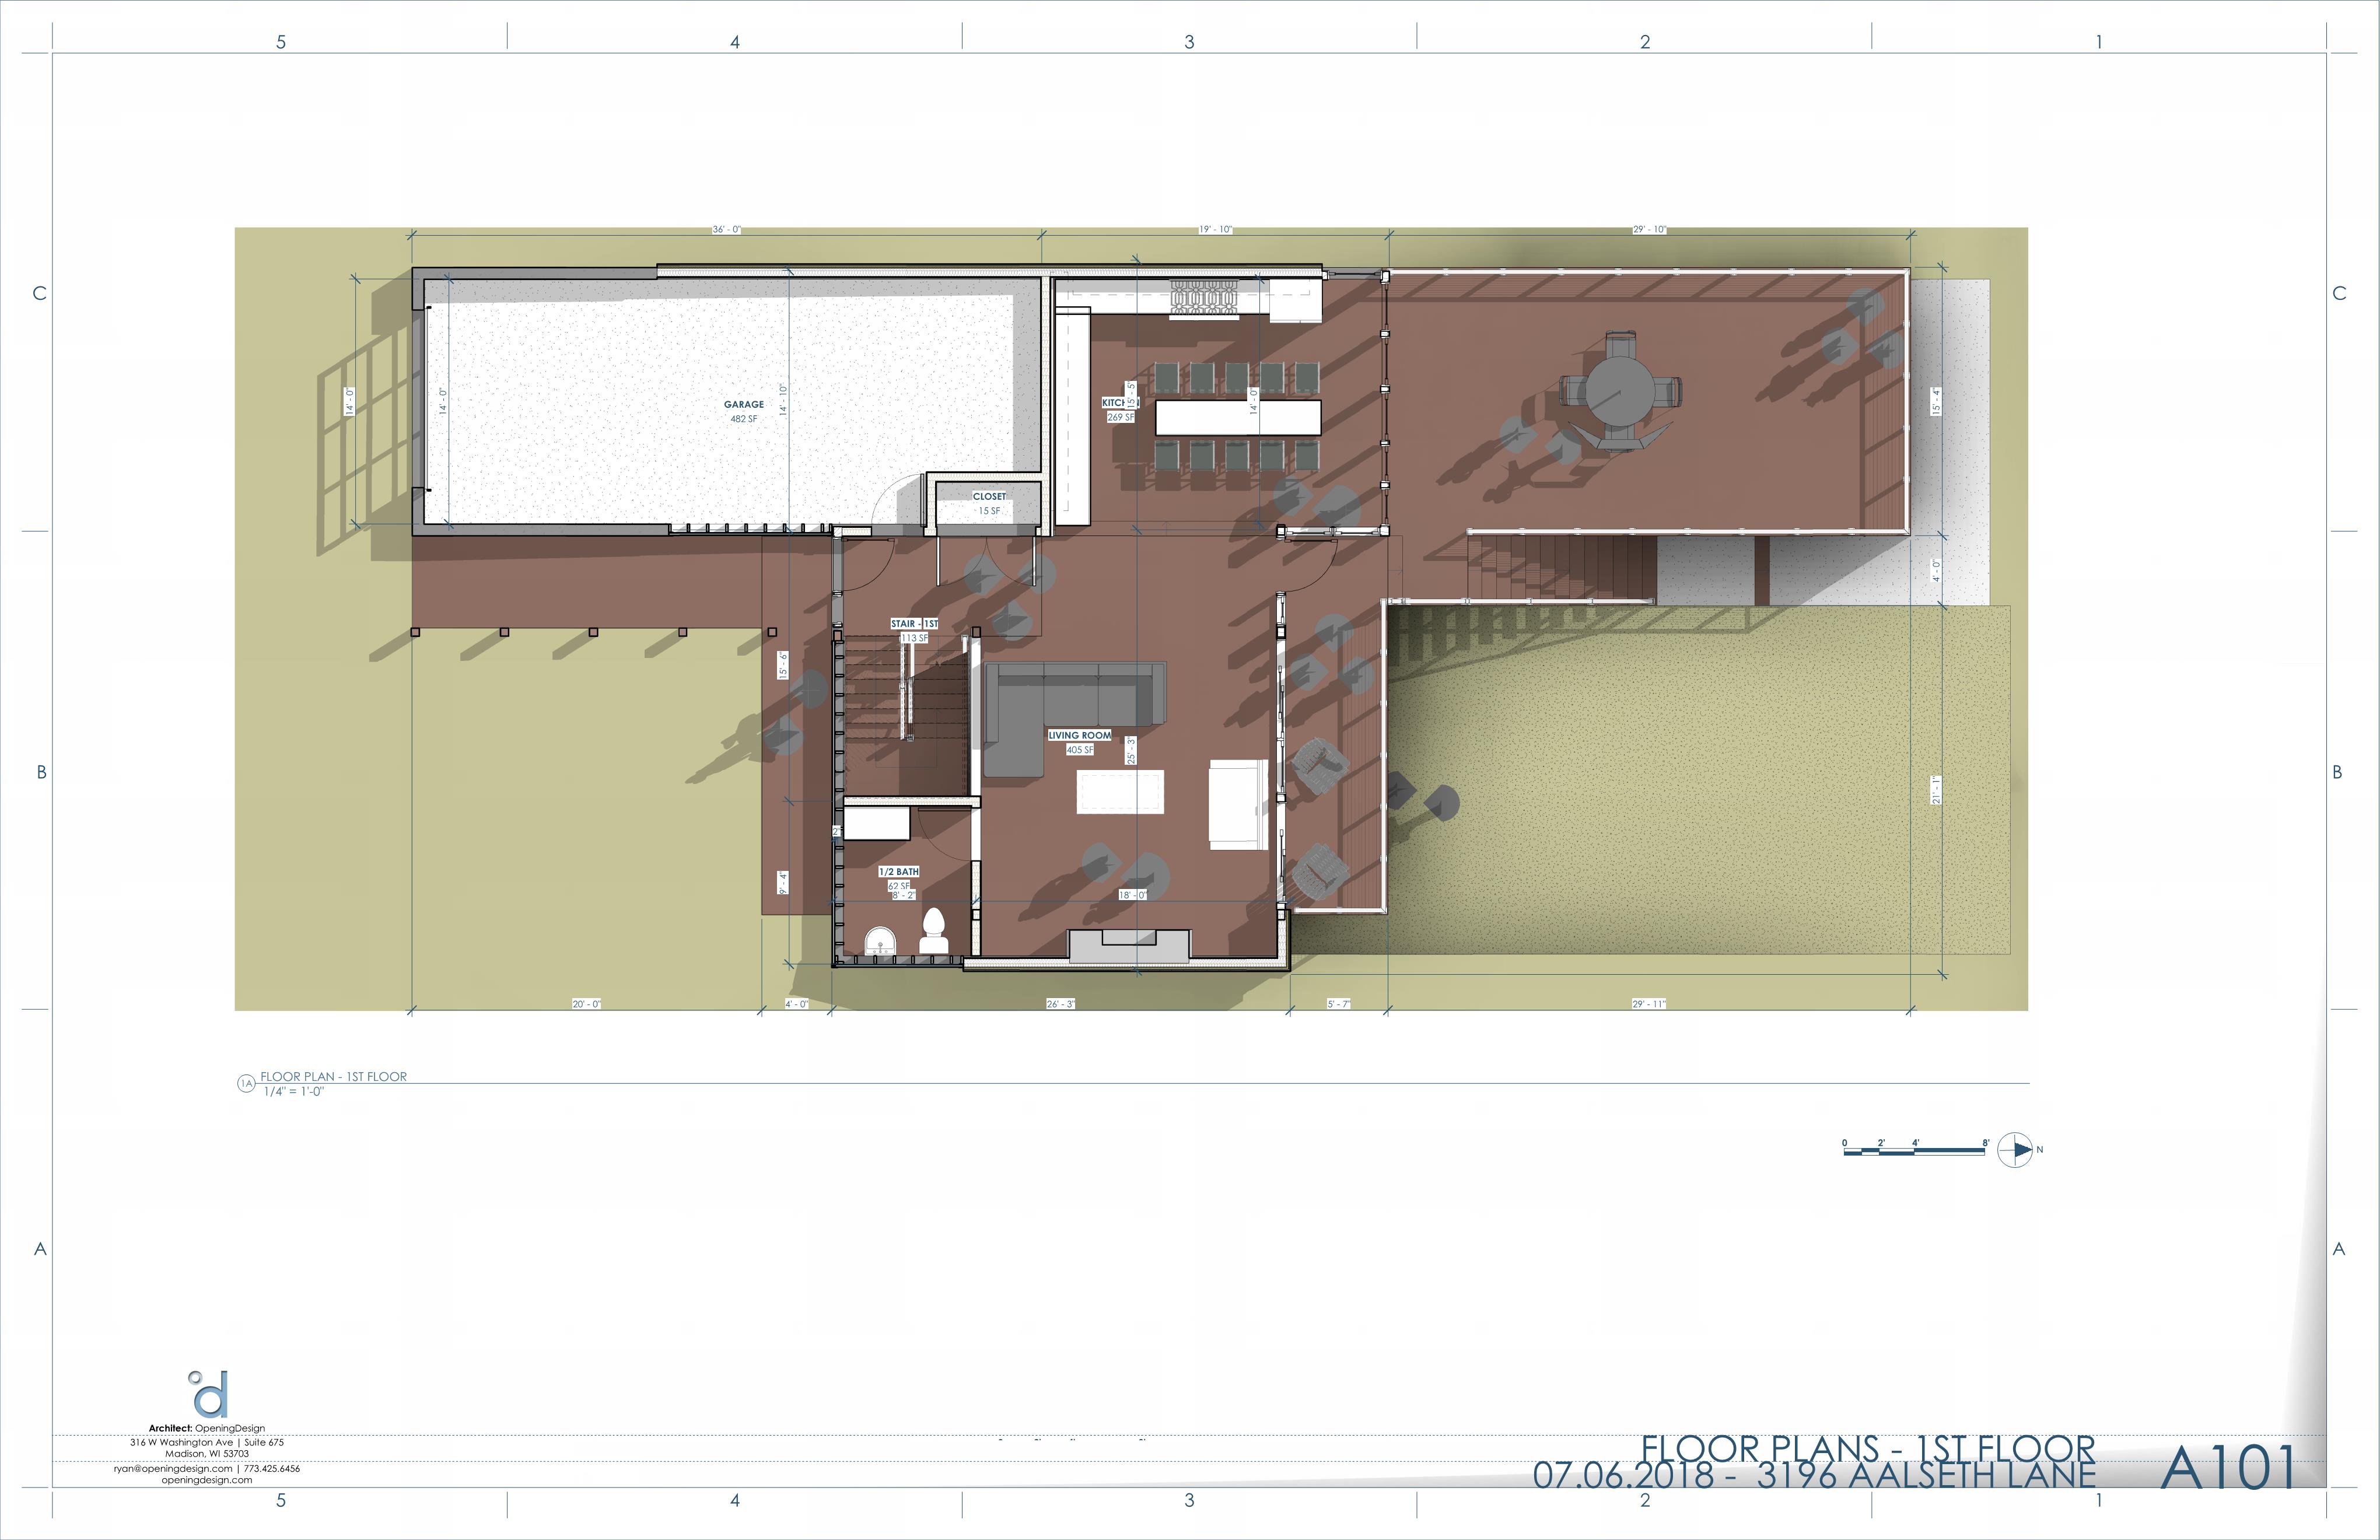 5 4 3 2 1
36' - 0" 19' - 10" 29' - 10"
C C
14' - 0" 14' - 0" 14' - 10" 15' - 5" 14' - 0" 15' - 4"
GARAGE
482 SF
269 SF
CLOSET
15 SF
4' - 0"
STAIR - 1ST
113 SF
15' - 6"
LIVING ROOM
405 SF
25' - 3"
B B
21' - 1"
2"
1/2 BATH
62 SF
8' - 2"
9' - 4"
18' - 0"
20' - 0" 4' - 0" 26' - 3" 5' - 7" 29' - 11"
1A FLOOR PLAN - 1ST FLOOR
1/4" = 1'-0"
0 2' 4' 8' N
A A
d
Architect: OpeningDesign
316 W Washington Ave | Suite 675
Madison, WI 53703
ryan@openingdesign.com | 773.425.6456
openingdesign.com
FLOOR PLANS - 1ST FLOOR
07.06.2018 - 3196 AALSETH LANE
A101
5 4 3 2 1